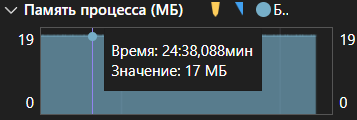 Память процесса (МБ)
Б..
19
19
Время: 24:38,088мин
Значение: 17 МБ
0
0